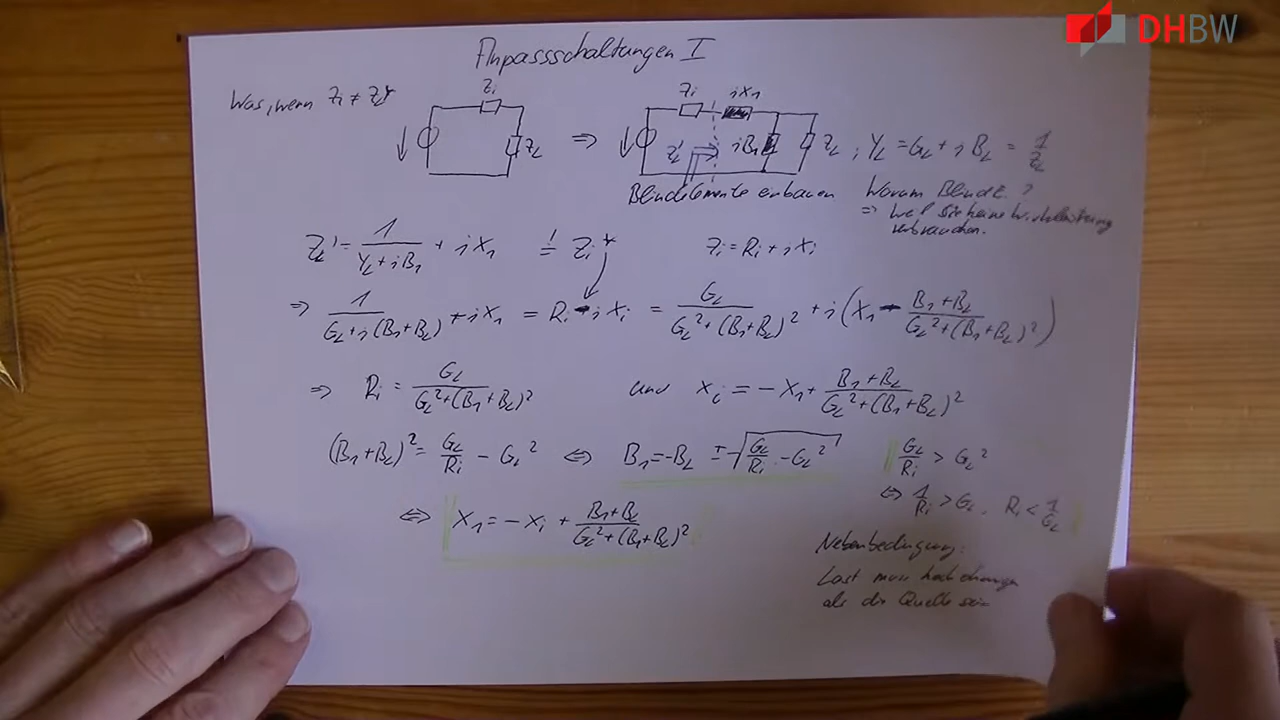 DHBW
Anpassschaltungen I
Was, wenn Zi ≠ ZL*
Zi
ZL
⇒
Zi
jX1
ZL'
jB1
ZL ; YL = GL + jBL = 1/ZL
Blindelemente einbauen
Warum Blinde. ?
⇒ weil sie keine Wirkleistung
verbrauchen.
ZL' = 1/(YL + jB1) + jX1 != Zi*
Zi = Ri + jXi
⇒ 1/(GL + j(B1 + BL)) + jX1 = Ri - jXi = GL/(GL² + (B1 + BL)²) + j(X1 - (B1 + BL)/(GL² + (B1 + BL)²))
⇒ Ri = GL/(GL² + (B1 + BL)²) und Xi = -X1 + (B1 + BL)/(GL² + (B1 + BL)²)
(B1 + BL)² = GL/Ri - GL² ⇔ B1 = -BL ± √(GL/Ri - GL²)
GL/Ri > GL²
⇔ 1/Ri > GL, Ri < 1/GL
⇔ X1 = -Xi + (B1 + BL)/(GL² + (B1 + BL)²)
Nebenbedingung:
Last muss hochohmiger
als die Quelle sein